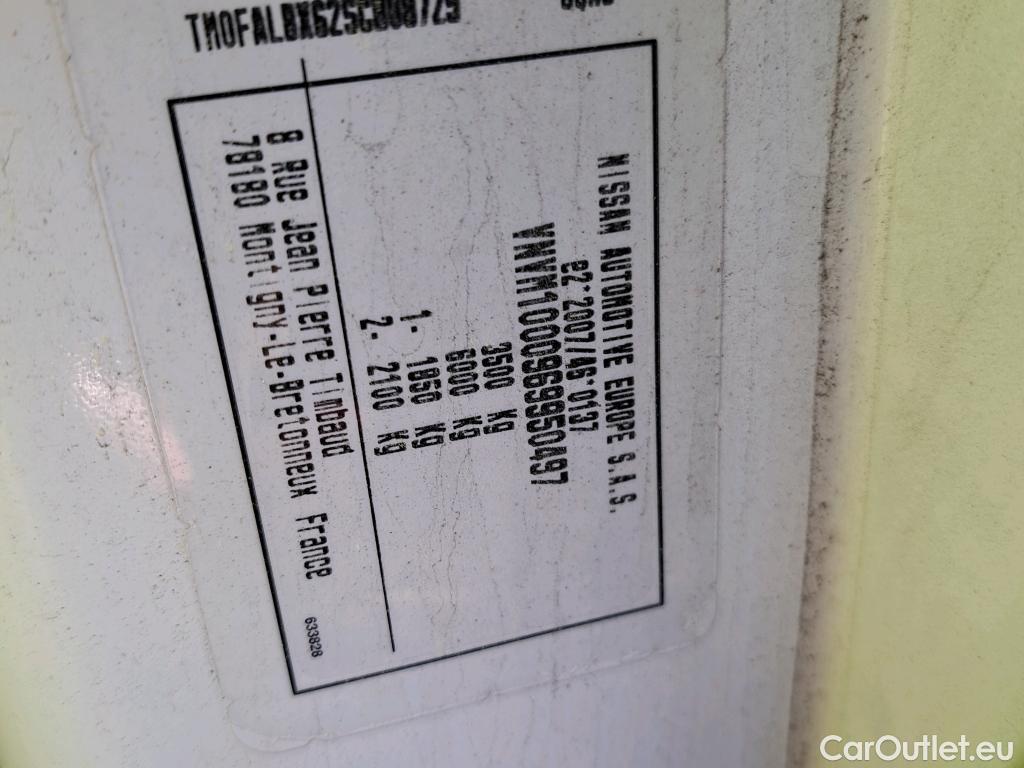 NISSAN AUTOMOTIVE EUROPE S.A.S.
e2*2007/46*0137
VNVM1000969950497
3500 Kg
6000 Kg
1- 1850 Kg
2- 2100 Kg
8 Rue Jean Pierre Timbaud
78180 Montigny-Le-Bretonneux France
633828
CarOutlet.eu